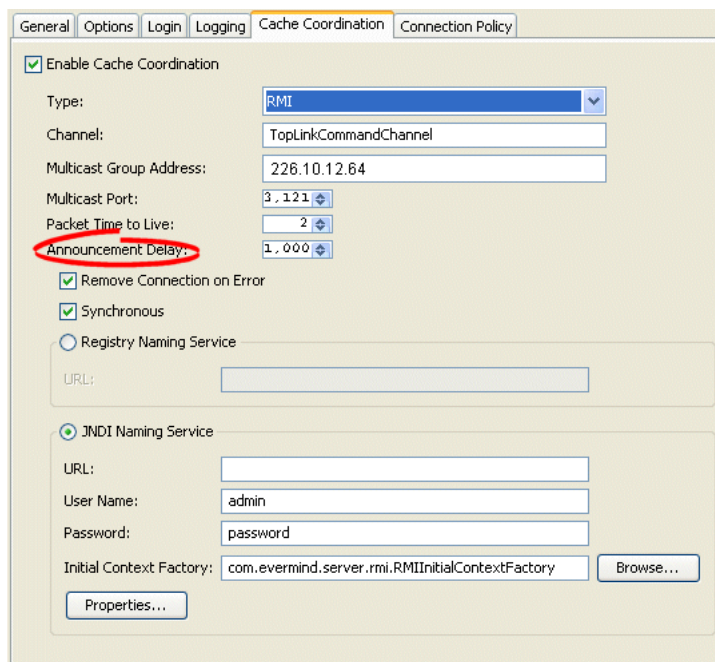 General Options Login Logging Cache Coordination Connection Policy
Enable Cache Coordination
Type: RMI
Channel: TopLinkCommandChannel
Multicast Group Address: 226.10.12.64
Multicast Port: 3,121
Packet Time to Live: 2
Announcement Delay: 1,000
Remove Connection on Error
Synchronous
Registry Naming Service
URL:
JNDI Naming Service
URL:
User Name: admin
Password: password
Initial Context Factory: com.evermind.server.rmi.RMIInitialContextFactory Browse...
Properties...